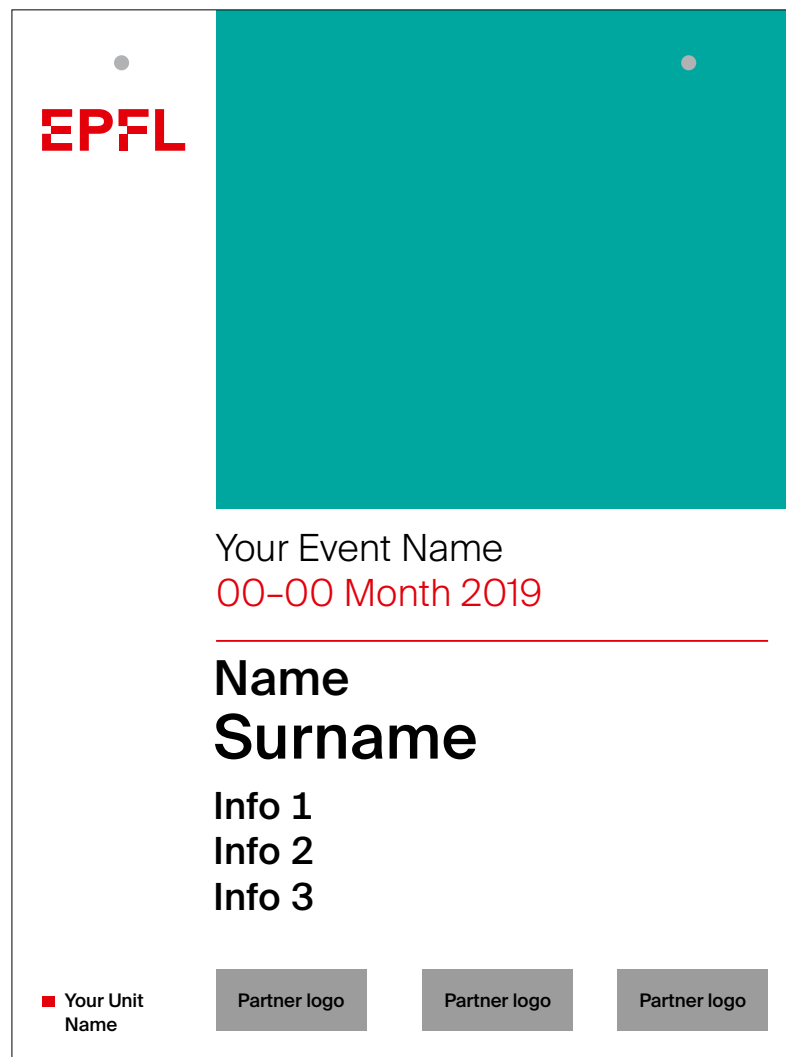 EPFL
Your Event Name
00–00 Month 2019
Name
Surname
Info 1
Info 2
Info 3
Your Unit
Name
Partner logo
Partner logo
Partner logo